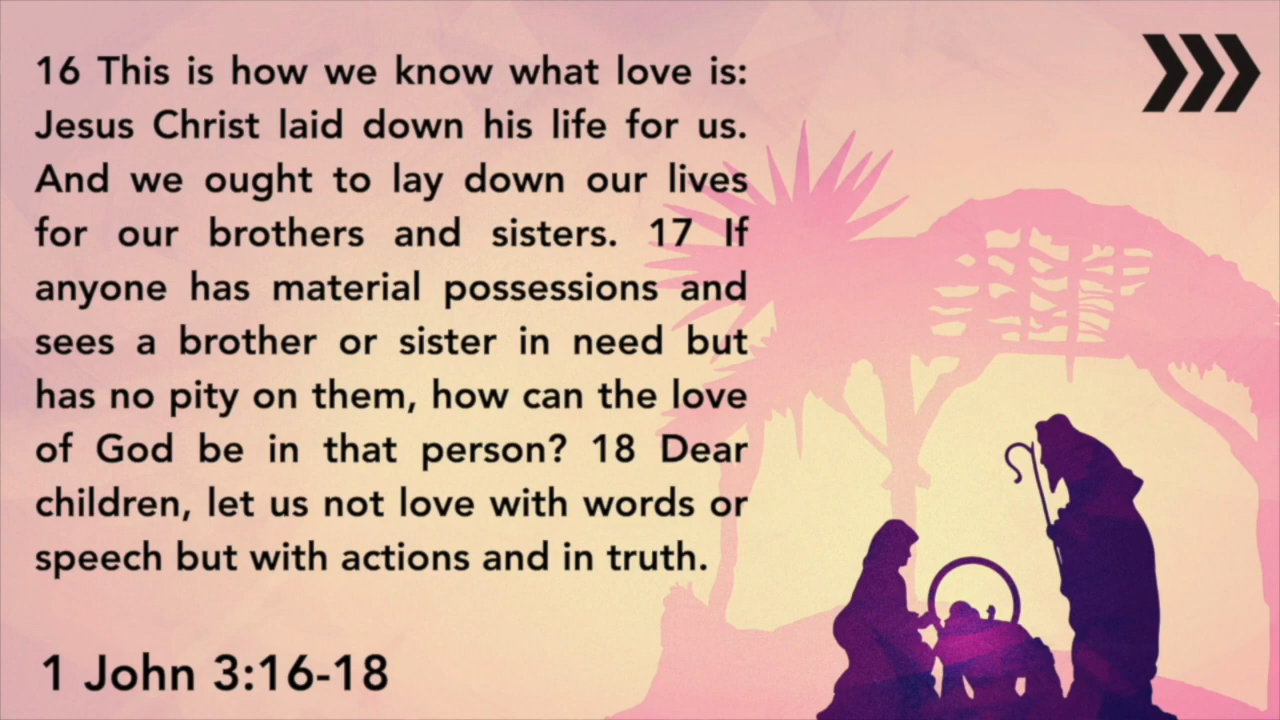 16 This is how we know what love is:
Jesus Christ laid down his life for us.
And we ought to lay down our lives
for our brothers and sisters. 17 If
anyone has material possessions and
sees a brother or sister in need but
has no pity on them, how can the love
of God be in that person? 18 Dear
children, let us not love with words or
speech but with actions and in truth.
1 John 3:16-18